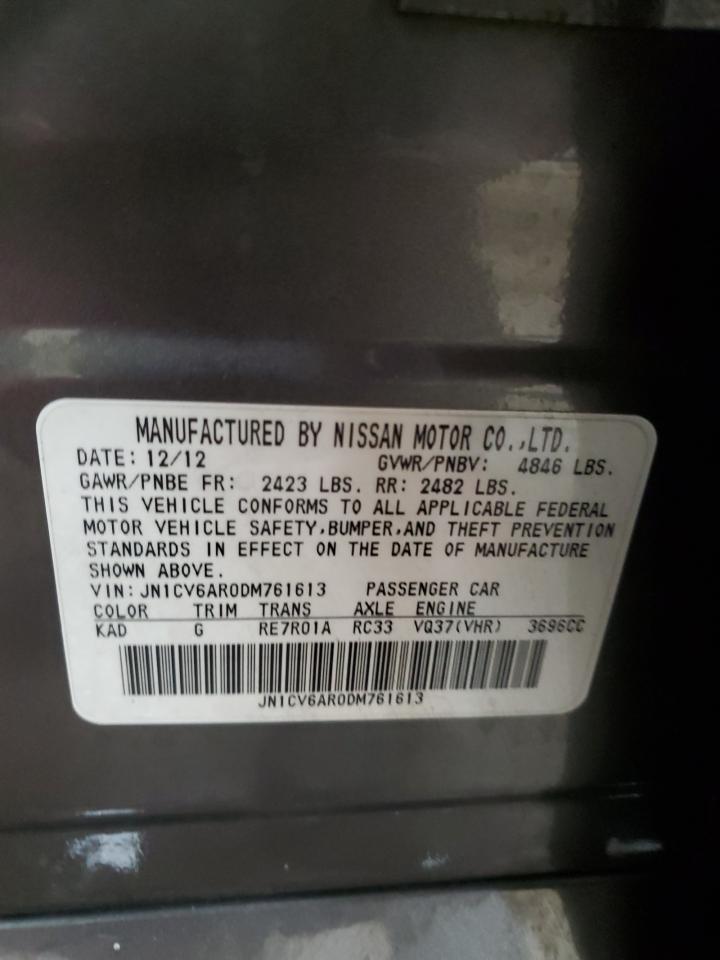 MANUFACTURED BY NISSAN MOTOR CO.,LTD.
DATE: 12/12 GVWR/PNBV: 4846 LBS.
GAWR/PNBE FR: 2423 LBS. RR: 2482 LBS.
THIS VEHICLE CONFORMS TO ALL APPLICABLE FEDERAL
MOTOR VEHICLE SAFETY,BUMPER,AND THEFT PREVENTION
STANDARDS IN EFFECT ON THE DATE OF MANUFACTURE
SHOWN ABOVE.
VIN: JN1CV6AR0DM761613 PASSENGER CAR
COLOR TRIM TRANS AXLE ENGINE
KAD G RE7R01A RC33 VQ37(VHR) 3696CC
JN1CV6AR0DM761613